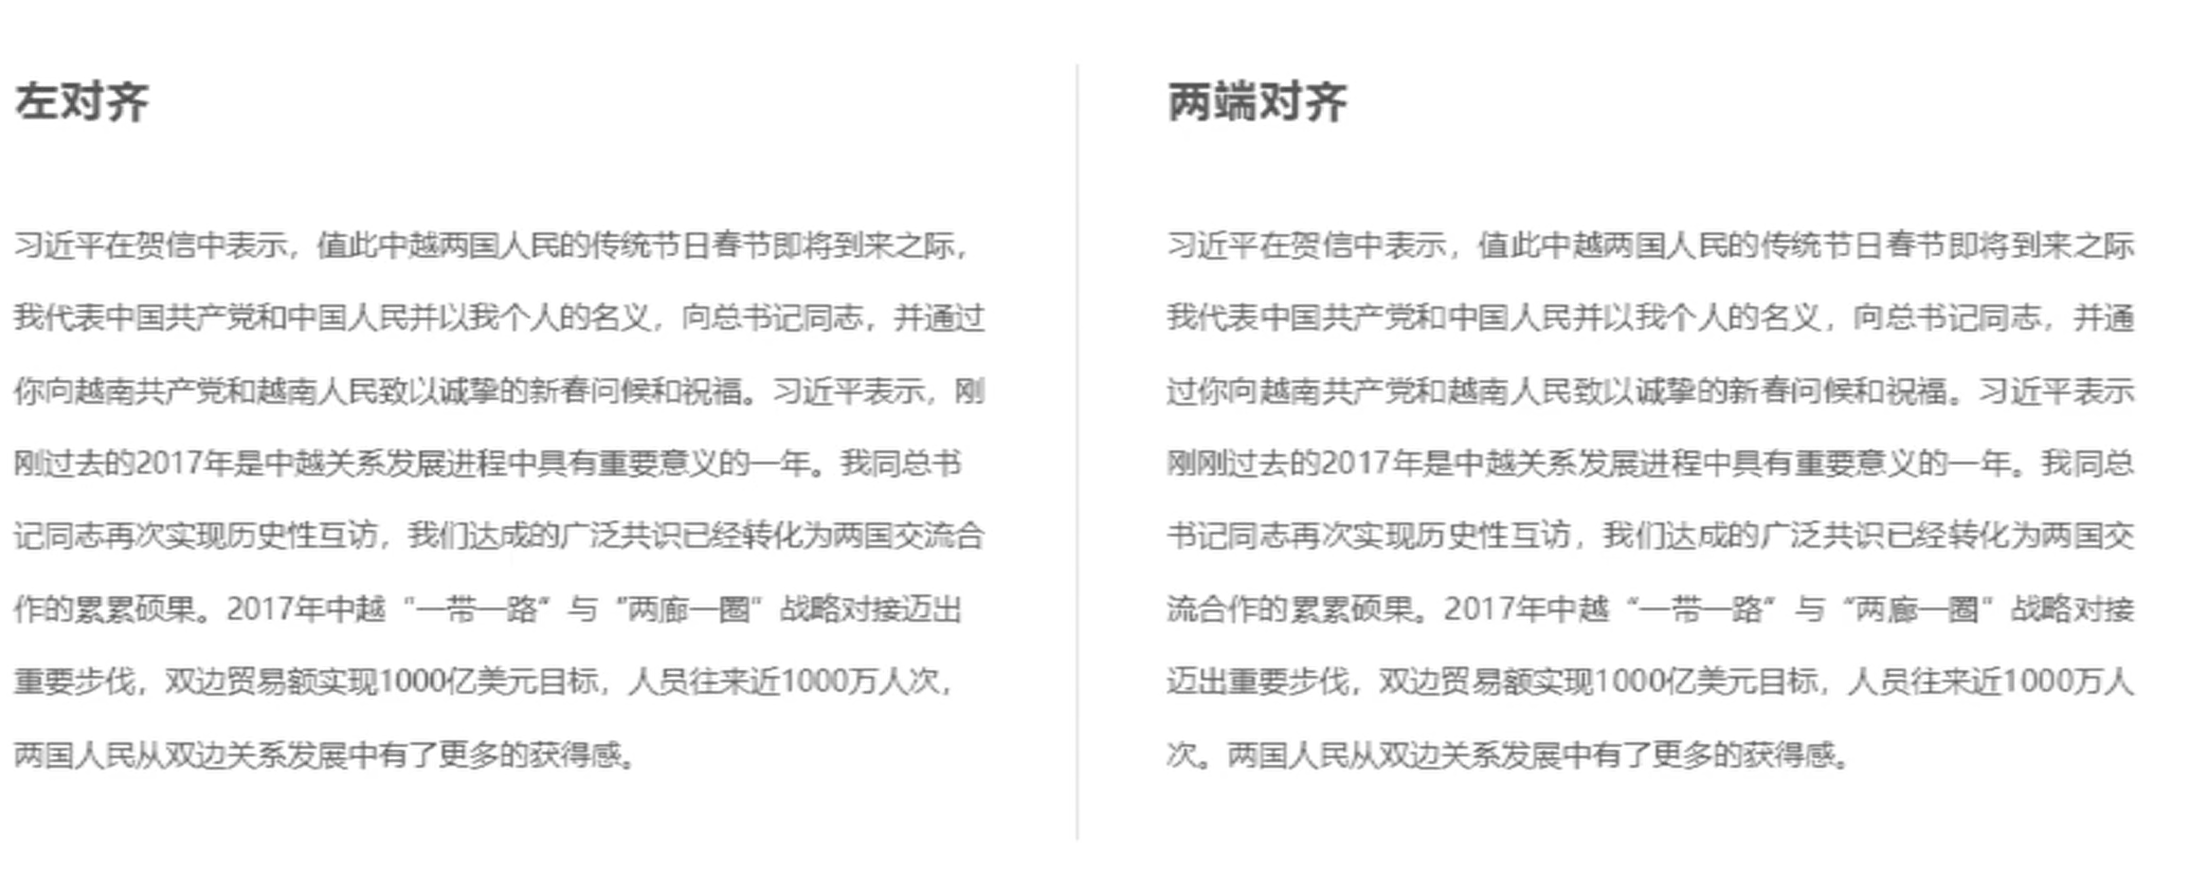 左对齐
习近平在贺信中表示，值此中越两国人民的传统节日春节即将到来之际，
我代表中国共产党和中国人民并以我个人的名义，向总书记同志，并通过
你向越南共产党和越南人民致以诚挚的新春问候和祝福。习近平表示，刚
刚过去的2017年是中越关系发展进程中具有重要意义的一年。我同总书
记同志再次实现历史性互访，我们达成的广泛共识已经转化为两国交流合
作的累累硕果。2017年中越“一带一路”与“两廊一圈”战略对接迈出
重要步伐，双边贸易额实现1000亿美元目标，人员往来近1000万人次，
两国人民从双边关系发展中有了更多的获得感。
两端对齐
习近平在贺信中表示，值此中越两国人民的传统节日春节即将到来之际
我代表中国共产党和中国人民并以我个人的名义，向总书记同志，并通
过你向越南共产党和越南人民致以诚挚的新春问候和祝福。习近平表示
刚刚过去的2017年是中越关系发展进程中具有重要意义的一年。我同总
书记同志再次实现历史性互访，我们达成的广泛共识已经转化为两国交
流合作的累累硕果。2017年中越“一带一路”与“两廊一圈”战略对接
迈出重要步伐，双边贸易额实现1000亿美元目标，人员往来近1000万人
次。两国人民从双边关系发展中有了更多的获得感。